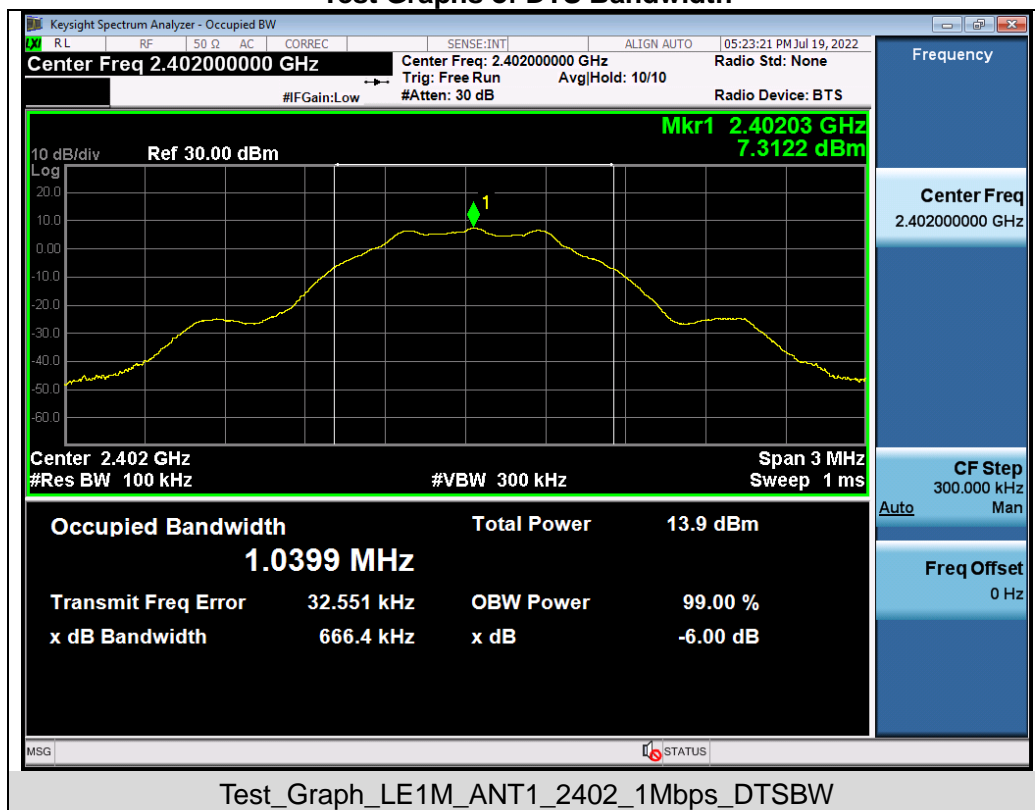 Test Graphs of DTS Bandwidth
Keysight Spectrum Analyzer - Occupied BW
LXI RL RF 50 Ω AC CORREC SENSE:INT ALIGN AUTO 05:23:21 PM Jul 19, 2022
Center Freq 2.402000000 GHz
Center Freq: 2.402000000 GHz
Radio Std: None
Trig: Free Run Avg|Hold: 10/10
#IFGain:Low
#Atten: 30 dB
Radio Device: BTS
Frequency
Mkr1 2.40203 GHz
7.3122 dBm
10 dB/div Ref 30.00 dBm
Log
20.0
10.0
0.00
-10.0
-20.0
-30.0
-40.0
-50.0
-60.0
1
Center 2.402 GHz Span 3 MHz
#Res BW 100 kHz #VBW 300 kHz Sweep 1 ms
Center Freq
2.402000000 GHz
CF Step
300.000 kHz
Auto Man
Freq Offset
0 Hz
Occupied Bandwidth Total Power 13.9 dBm
1.0399 MHz
Transmit Freq Error 32.551 kHz OBW Power 99.00 %
x dB Bandwidth 666.4 kHz x dB -6.00 dB
MSG STATUS
Test_Graph_LE1M_ANT1_2402_1Mbps_DTSBW